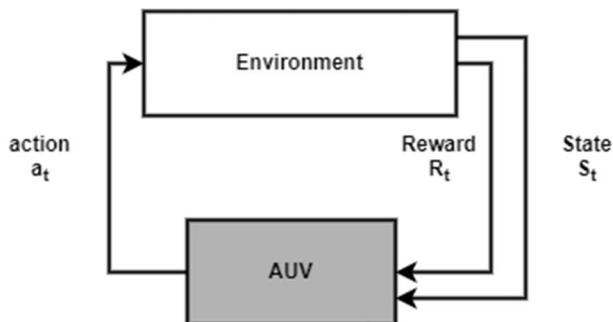 Environment
action
a_t
Reward
R_t
State
S_t
AUV